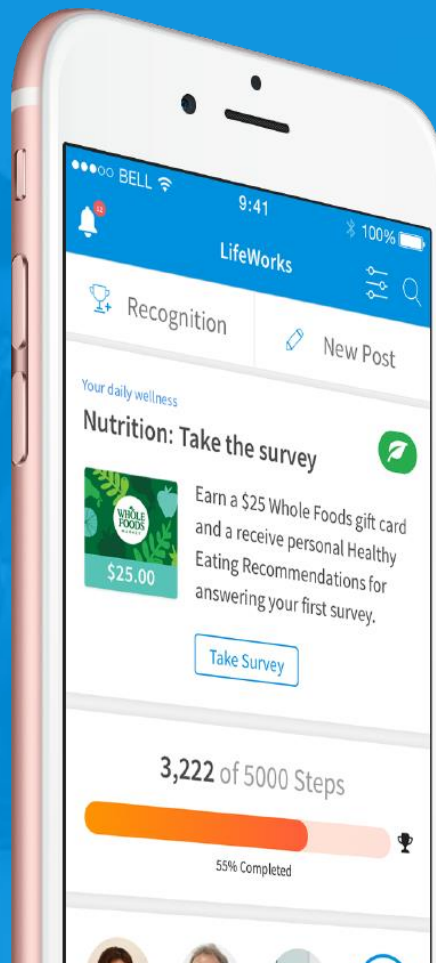 BELL
9:41
100%
LifeWorks
Recognition
New Post
Your daily wellness
Nutrition: Take the survey
WHOLE
FOODS
MARKET
$25.00
Earn a $25 Whole Foods gift card
and a receive personal Healthy
Eating Recommendations for
answering your first survey.
Take Survey
3,222 of 5000 Steps
55% Completed